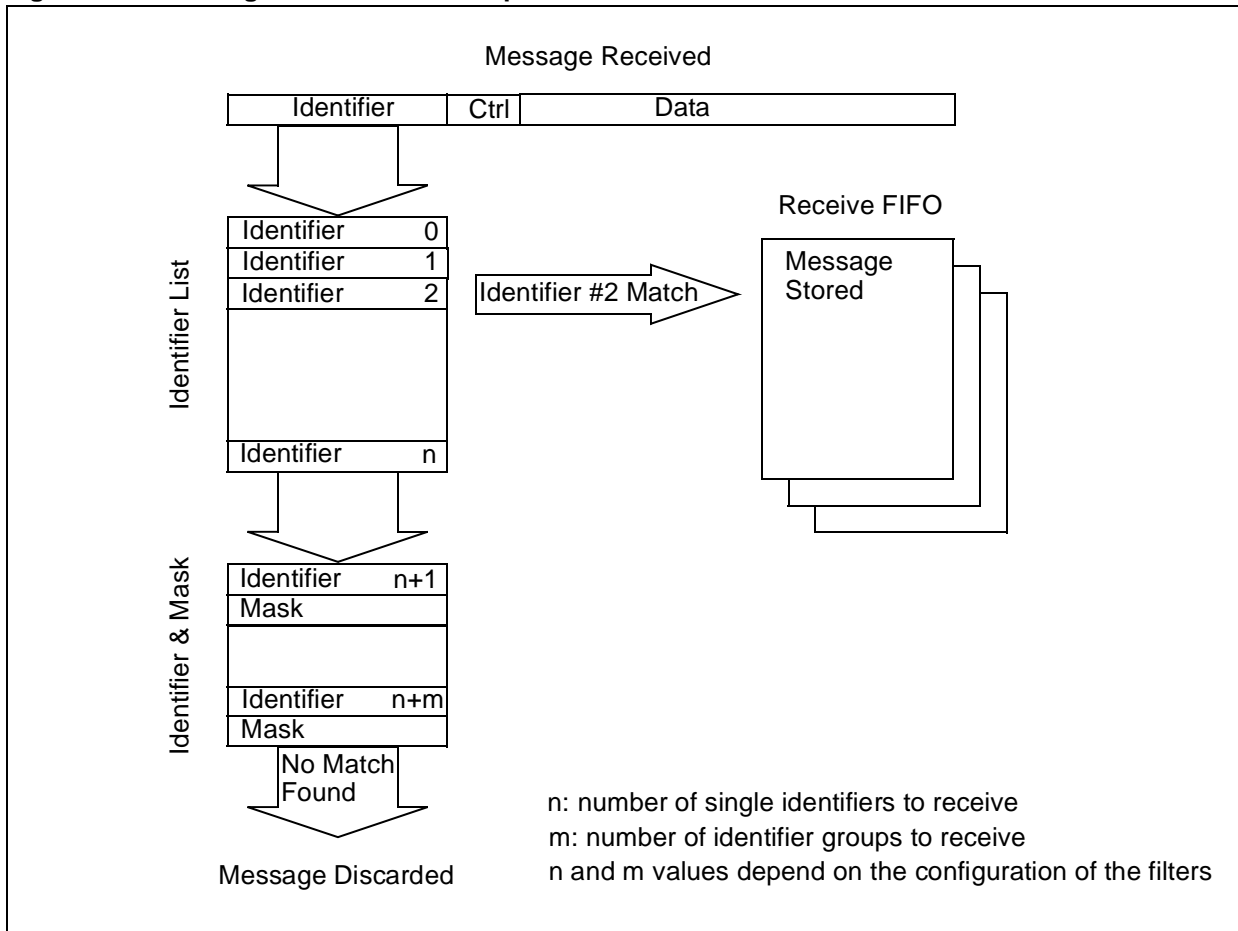 Message Received
Identifier Ctrl Data
Receive FIFO
Identifier List
Identifier 0
Identifier 1
Identifier 2
Identifier #2 Match
Message
Stored
Identifier n
Identifier & Mask
Identifier n+1
Mask
Identifier n+m
Mask
No Match
Found
Message Discarded
n: number of single identifiers to receive
m: number of identifier groups to receive
n and m values depend on the configuration of the filters